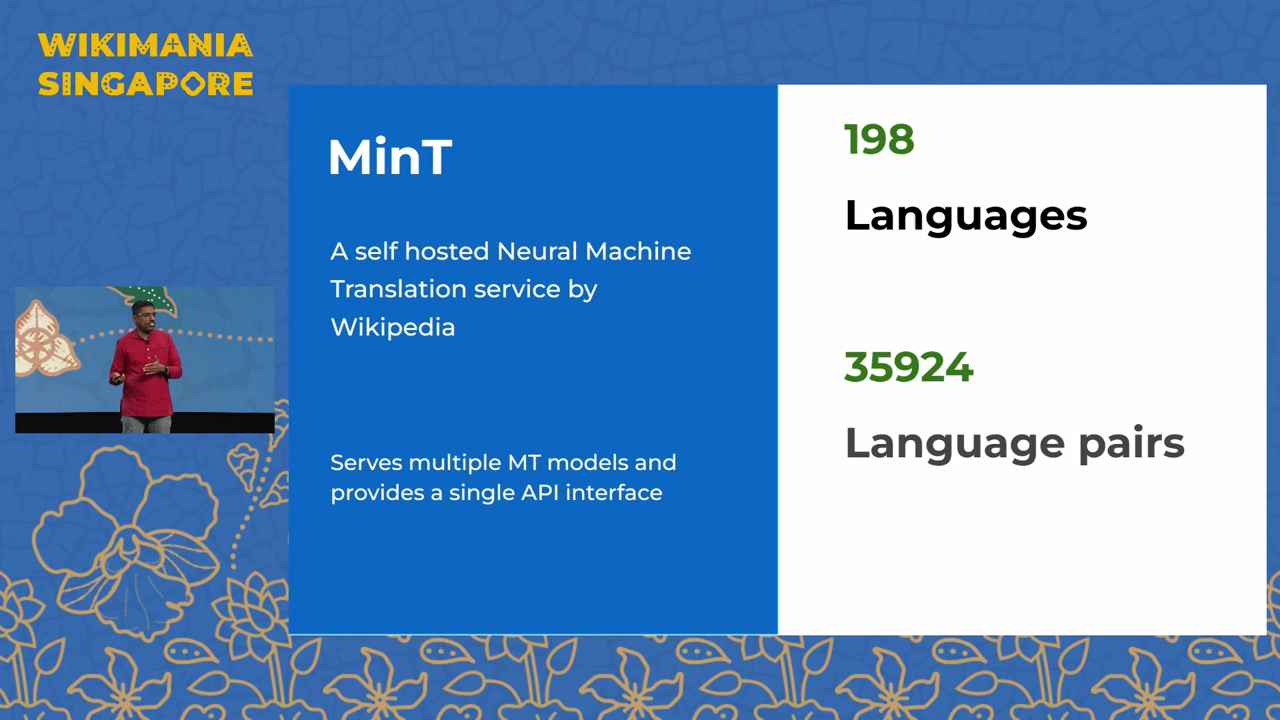 WIKIMANIA
SINGAPORE
MinT
A self hosted Neural Machine
Translation service by
Wikipedia
Serves multiple MT models and
provides a single API interface
198
Languages
35924
Language pairs